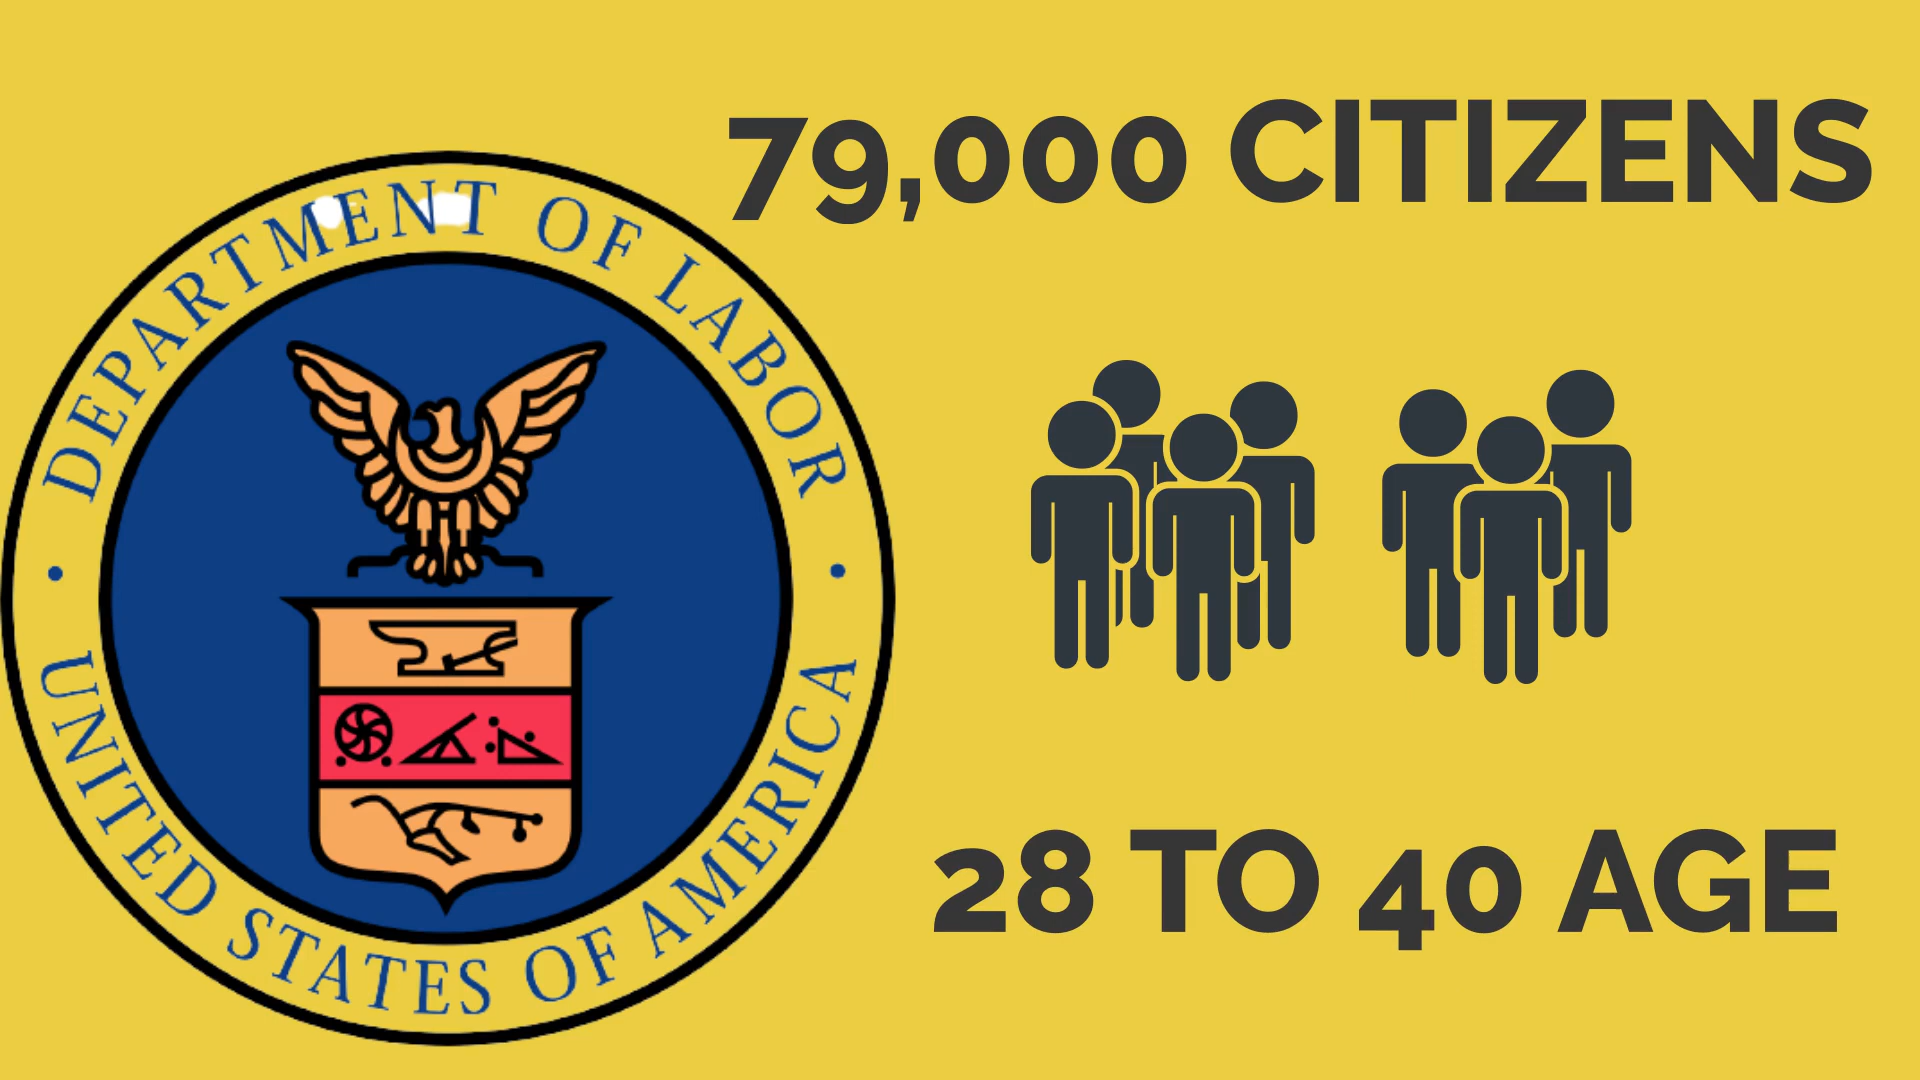 79,000 CITIZENS
DEPARTMENT OF LABOR
UNITED STATES OF AMERICA
28 TO 40 AGE